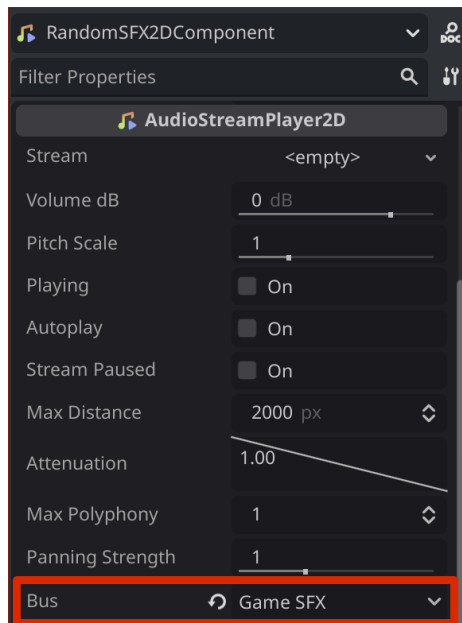 RandomSFX2DComponent
DOC
Filter Properties
AudioStreamPlayer2D
Stream <empty>
Volume dB 0 dB
Pitch Scale 1
Playing On
Autoplay On
Stream Paused On
Max Distance 2000 px
Attenuation 1.00
Max Polyphony 1
Panning Strength 1
Bus Game SFX